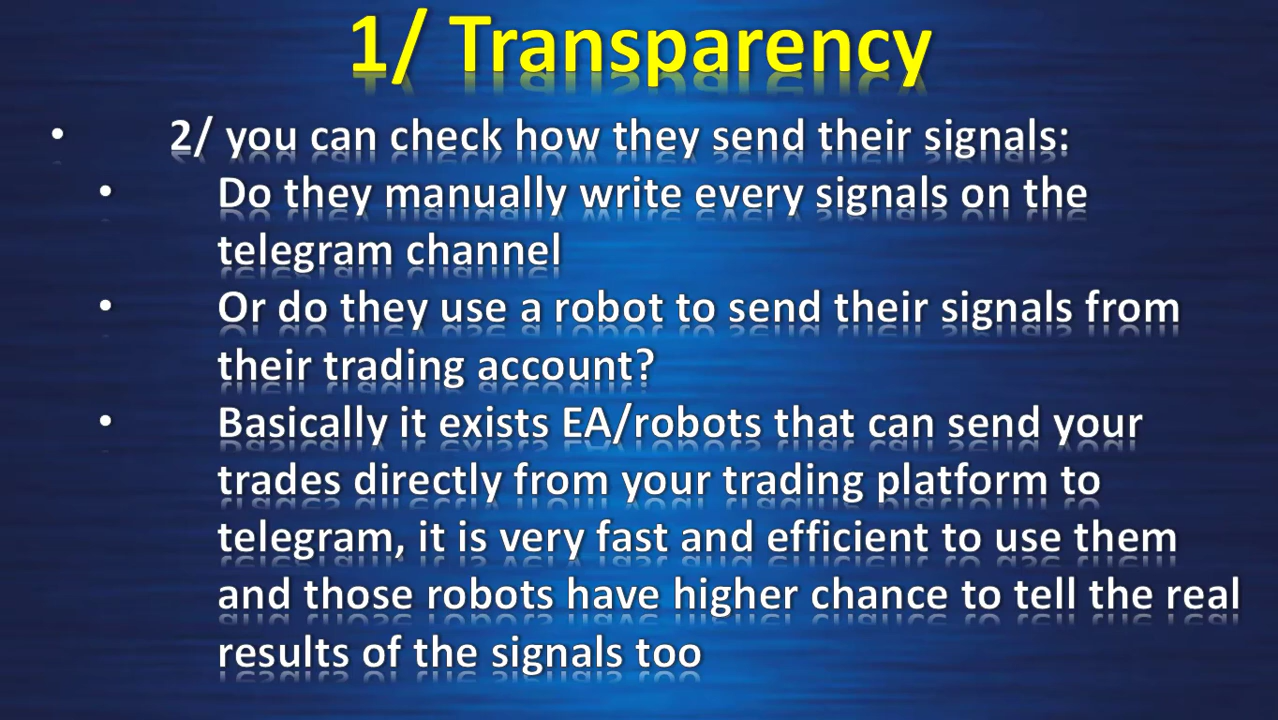 1/ Transparency
• 2/ you can check how they send their signals:
• Do they manually write every signals on the
telegram channel
• Or do they use a robot to send their signals from
their trading account?
• Basically it exists EA/robots that can send your
trades directly from your trading platform to
telegram, it is very fast and efficient to use them
and those robots have higher chance to tell the real
results of the signals too